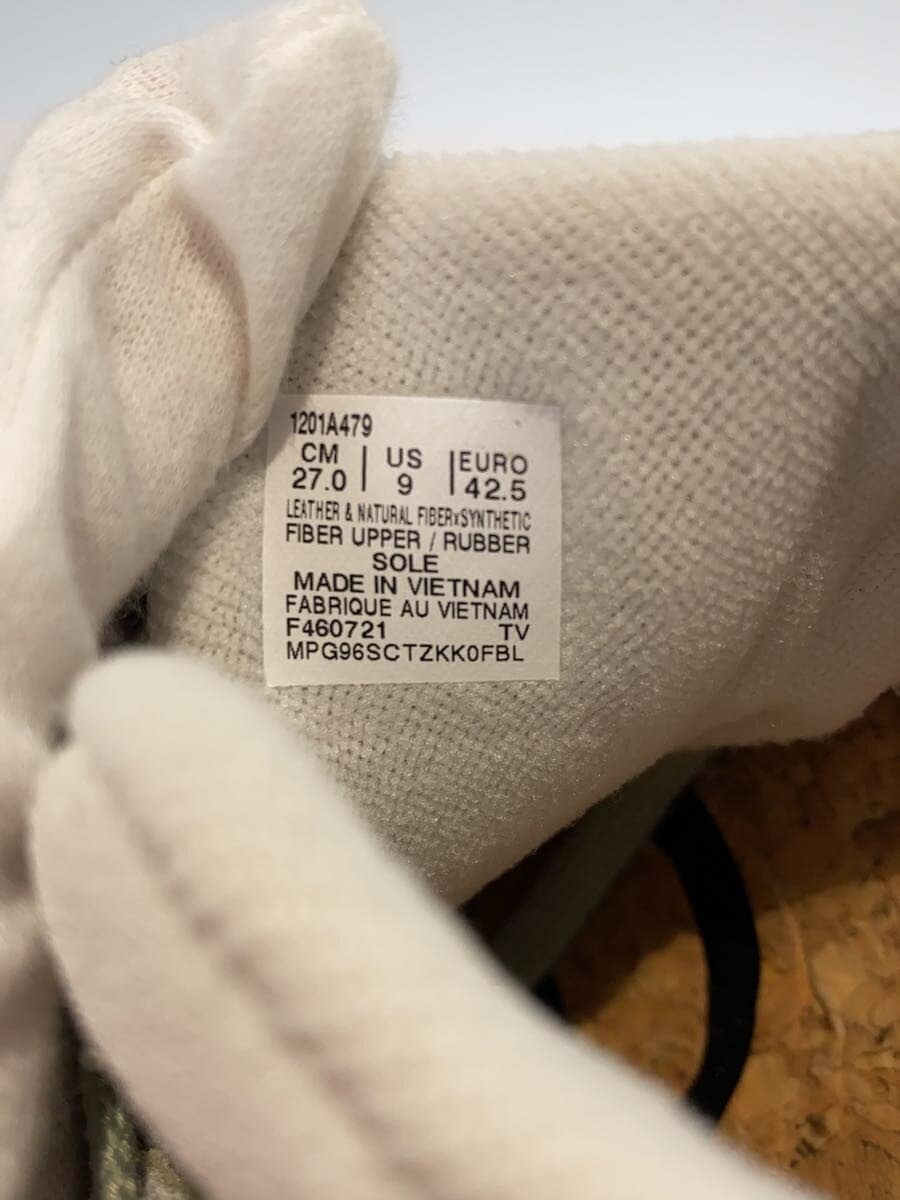 1201A479
CM | US | EURO
27.0 9 42.5
LEATHER & NATURAL FIBERxSYNTHETIC
FIBER UPPER / RUBBER
SOLE
MADE IN VIETNAM
FABRIQUE AU VIETNAM
F460721 TV
MPG96SCTZKK0FBL